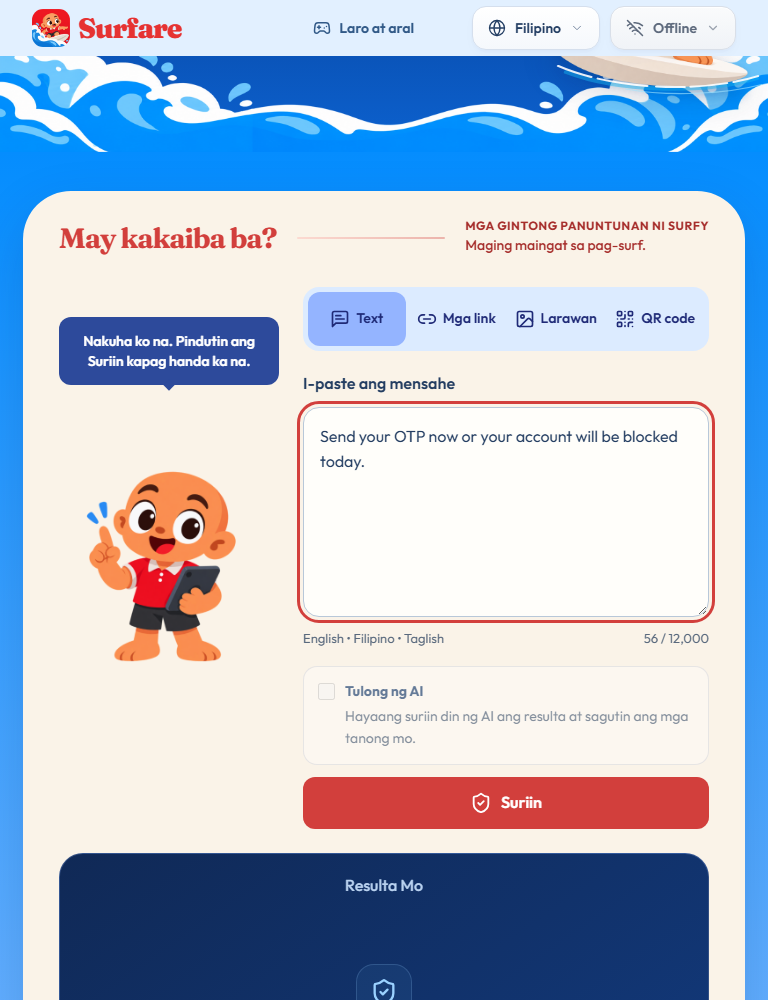 Surfare
Laro at aral
Filipino
Offline
May kakaiba ba?
MGA GINTONG PANUNTUNAN NI SURFY
Maging maingat sa pag-surf.
Nakuha ko na. Pindutin ang
Suriin kapag handa ka na.
Text
Mga link
Larawan
QR code
I-paste ang mensahe
Send your OTP now or your account will be blocked
today.
English • Filipino • Taglish
56 / 12,000
Tulong ng AI
Hayaang suriin din ng AI ang resulta at sagutin ang mga
tanong mo.
Suriin
Resulta Mo